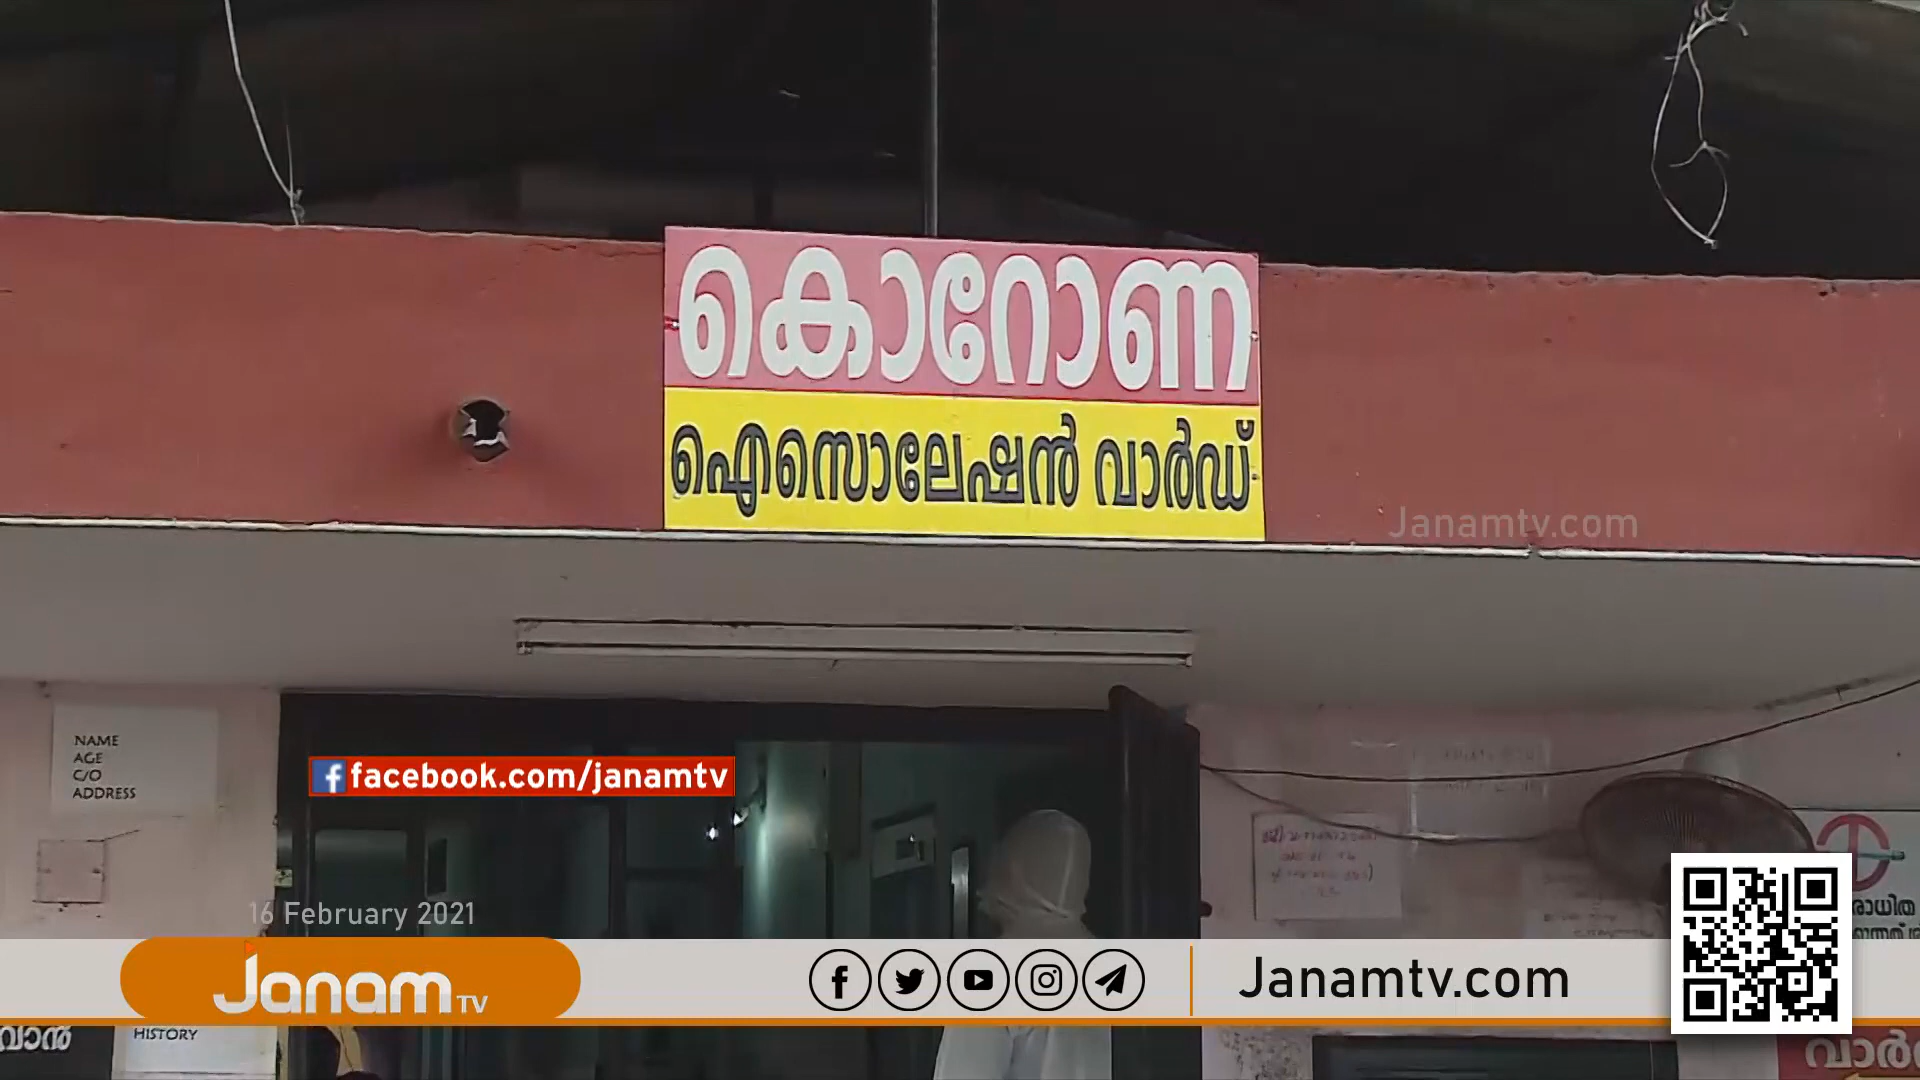 കൊറോണ
ഐസൊലേഷൻ വാർഡ്
Janamtv.com
NAME
AGE
C/O
ADDRESS
facebook.com/janamtv
16 February 2021
Janam TV
Janamtv.com
HISTORY